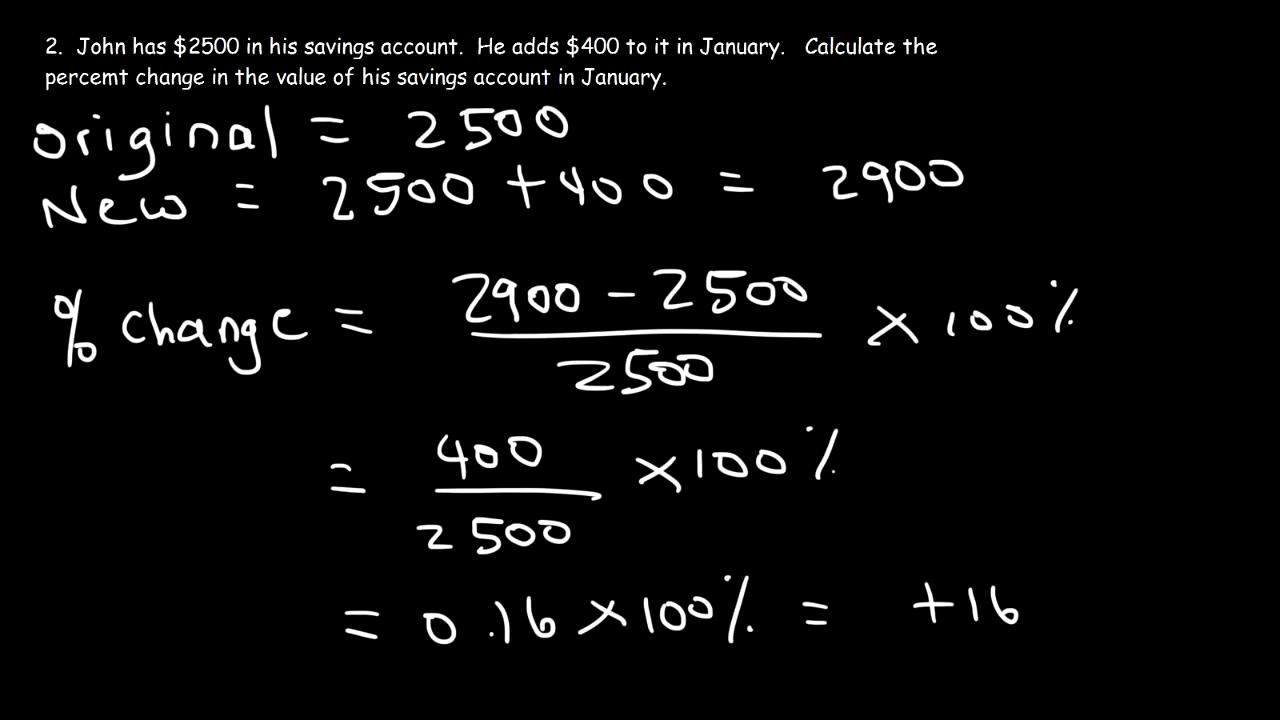 2. John has $2500 in his savings account. He adds $400 to it in January. Calculate the
percemt change in the value of his savings account in January.
original = 2500
New = 2500 + 400 = 2900
% change = 2900 - 2500
2500
× 100%
= 400
2500
× 100%
= 0.16 × 100% = +16